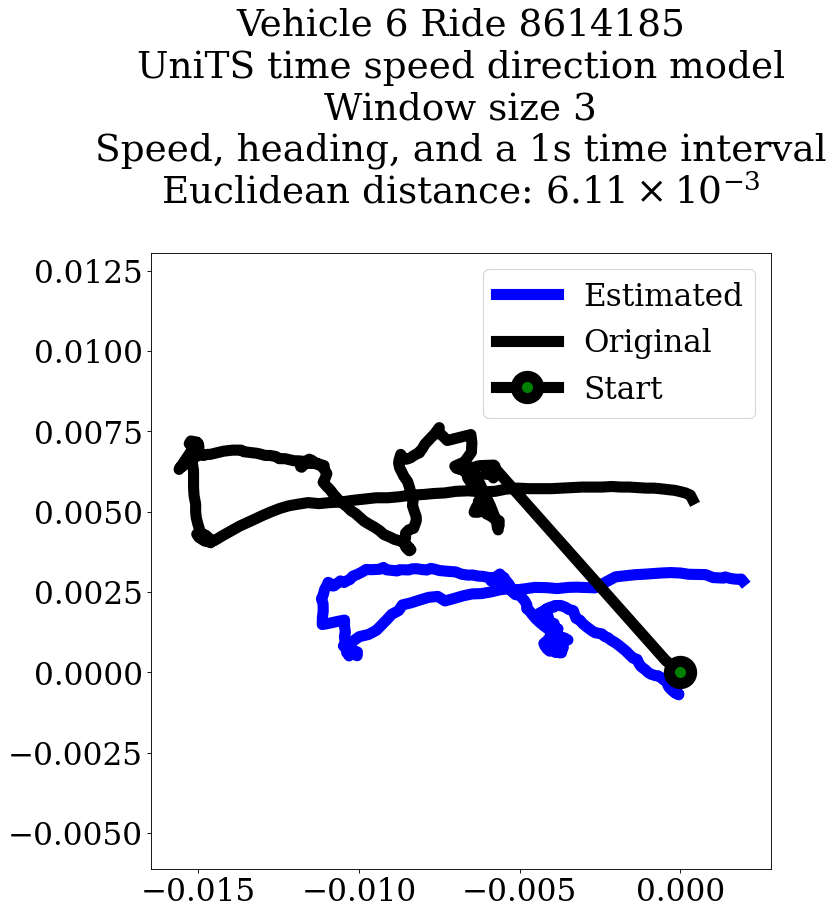 Vehicle 6 Ride 8614185
UniTS time speed direction model
Window size 3
Speed, heading, and a 1s time interval
Euclidean distance: 6.11 × 10⁻³
Estimated
Original
Start
0.0125
0.0100
0.0075
0.0050
0.0025
0.0000
−0.0025
−0.0050
−0.015
−0.010
−0.005
0.000